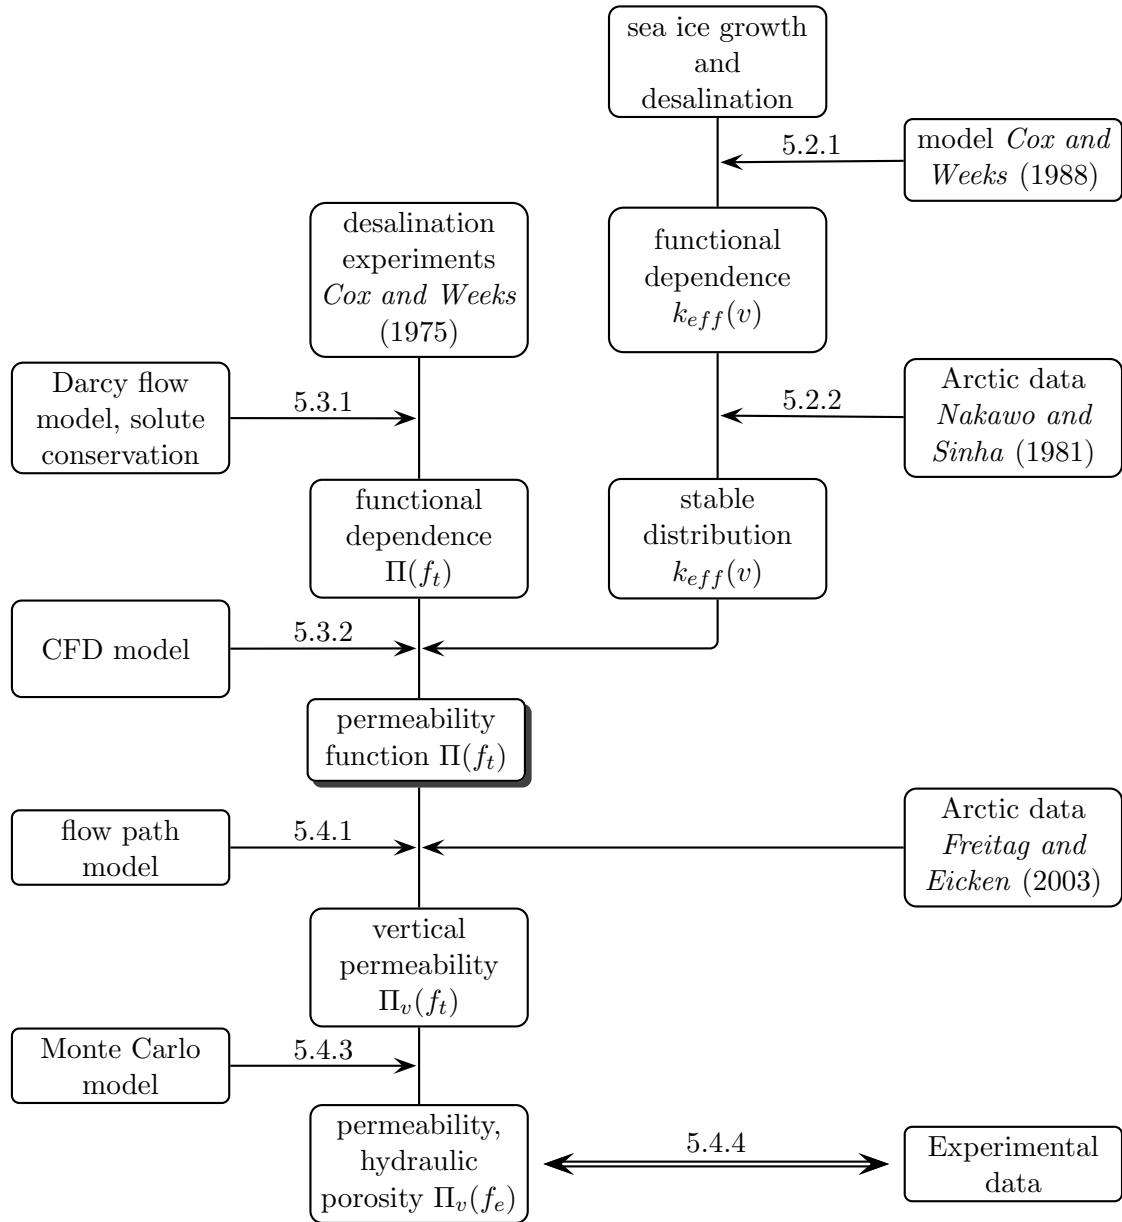 sea ice growth
and
desalination
5.2.1
model Cox and
Weeks (1988)
desalination
experiments
Cox and Weeks
(1975)
functional
dependence
k_{eff}(v)
Darcy flow
model, solute
conservation
5.3.1
5.2.2
Arctic data
Nakawo and
Sinha (1981)
functional
dependence
Π(f_t)
stable
distribution
k_{eff}(v)
CFD model
5.3.2
permeability
function Π(f_t)
flow path
model
5.4.1
Arctic data
Freitag and
Eicken (2003)
vertical
permeability
Π_v(f_t)
Monte Carlo
model
5.4.3
permeability,
hydraulic
porosity Π_v(f_e)
5.4.4
Experimental
data